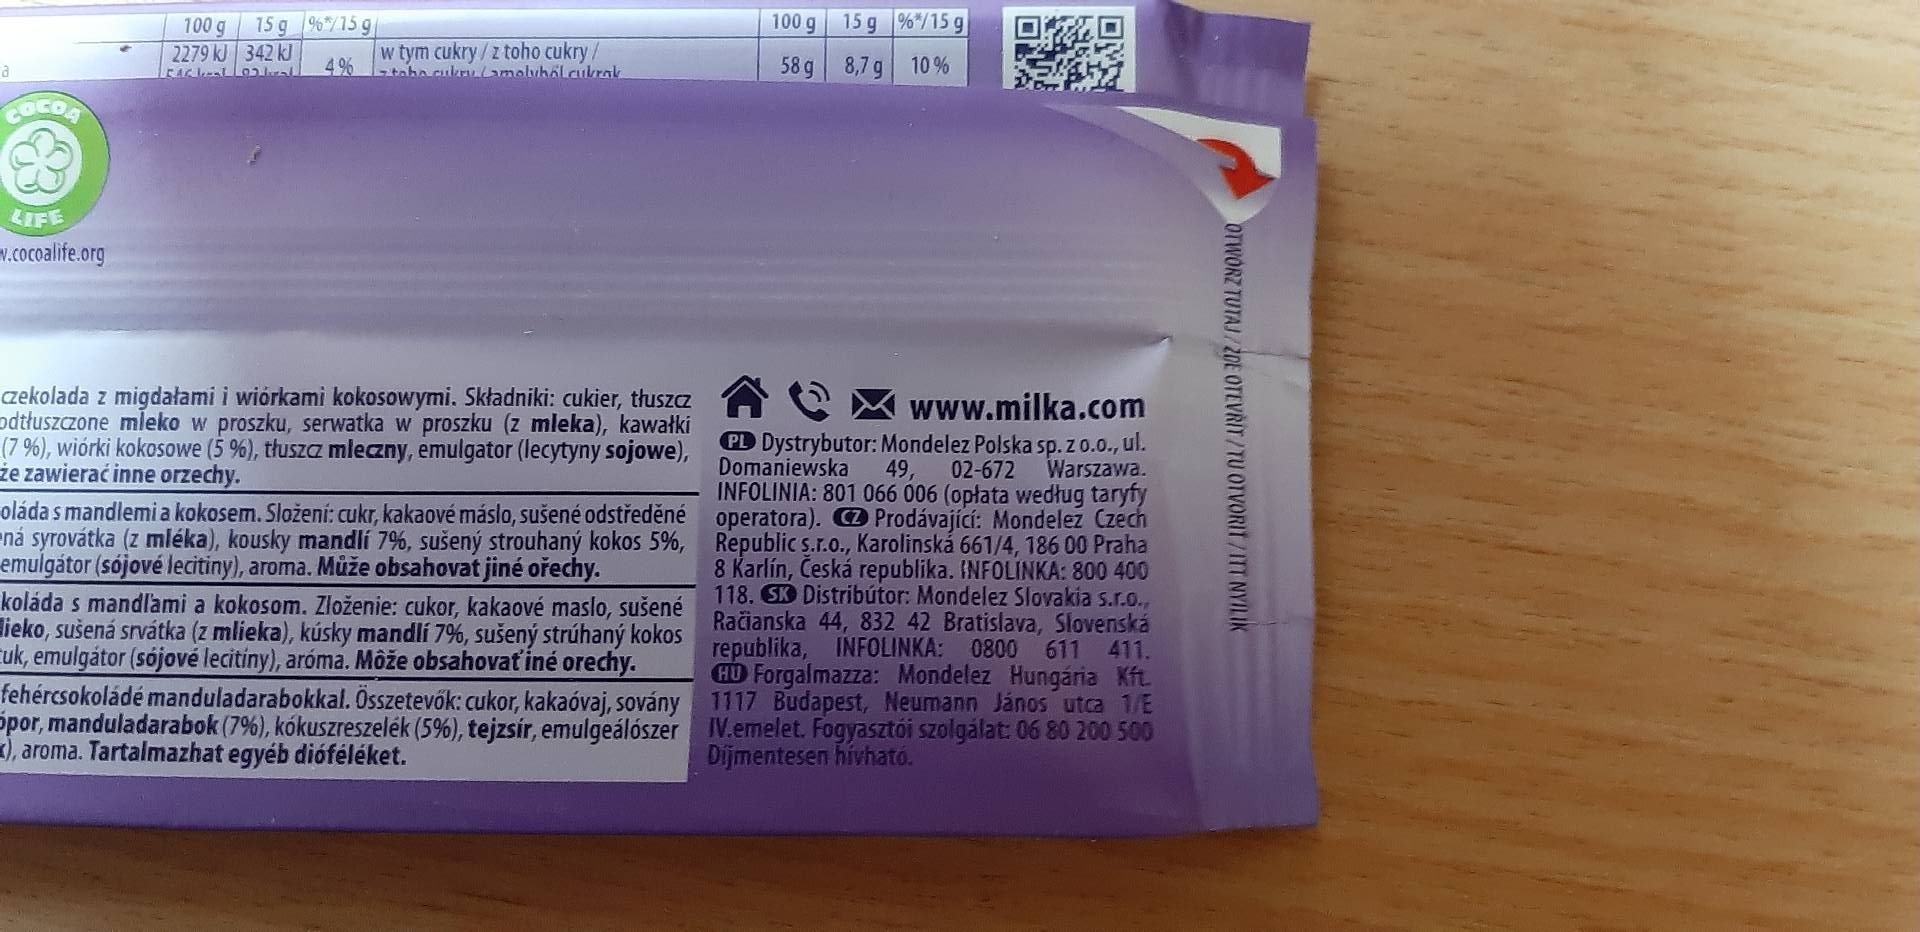 100 g 15 g %*/15 g 100 g 15 g %*/15 g
2279 kJ 342 kJ 4 % w tym cukry / z toho cukry / 58 g 8,7 g 10 %
z toho cukry / amelyből cukrok
COCOA
LIFE
.cocoalife.org
czekolada z migdałami i wiórkami kokosowymi. Składniki: cukier, tłuszcz
odtłuszczone mleko w proszku, serwatka w proszku (z mleka), kawałki
(7 %), wiórki kokosowe (5 %), tłuszcz mleczny, emulgator (lecytyny sojowe),
że zawierać inne orzechy.
oláda s mandlemi a kokosem. Složení: cukr, kakaové máslo, sušené odstředěné
ná syrovátka (z mléka), kousky mandlí 7%, sušený strouhaný kokos 5%,
emulgátor (sójové lecitiny), aroma. Může obsahovat jiné ořechy.
koláda s mandľami a kokosom. Zloženie: cukor, kakaové maslo, sušené
lieko, sušená srvátka (z mlieka), kúsky mandlí 7%, sušený strúhaný kokos
uk, emulgátor (sójové lecitíny), aróma. Môže obsahovať iné orechy.
fehércsokoládé manduladarabokkal. Összetevők: cukor, kakaóvaj, sovány
ópor, manduladarabok (7%), kókuszreszelék (5%), tejzsír, emulgeálószer
), aroma. Tartalmazhat egyéb dióféléket.
www.milka.com
PL Dystrybutor: Mondelez Polska sp. z o.o., ul.
Domaniewska 49, 02-672 Warszawa.
INFOLINIA: 801 066 006 (opłata według taryfy
operatora). CZ Prodávající: Mondelez Czech
Republic s.r.o., Karolinská 661/4, 186 00 Praha
8 Karlín, Česká republika. INFOLINKA: 800 400
118. SK Distribútor: Mondelez Slovakia s.r.o.,
Račianska 44, 832 42 Bratislava, Slovenská
republika, INFOLINKA: 0800 611 411.
HU Forgalmazza: Mondelez Hungária Kft.
1117 Budapest, Neumann János utca 1/E
IV.emelet. Fogyasztói szolgálat: 06 80 200 500
Díjmentesen hívható.
OTWÓRZ TUTAJ / ZDE OTEVŘÍT / TU OTVORIŤ / ITT NYÍLIK